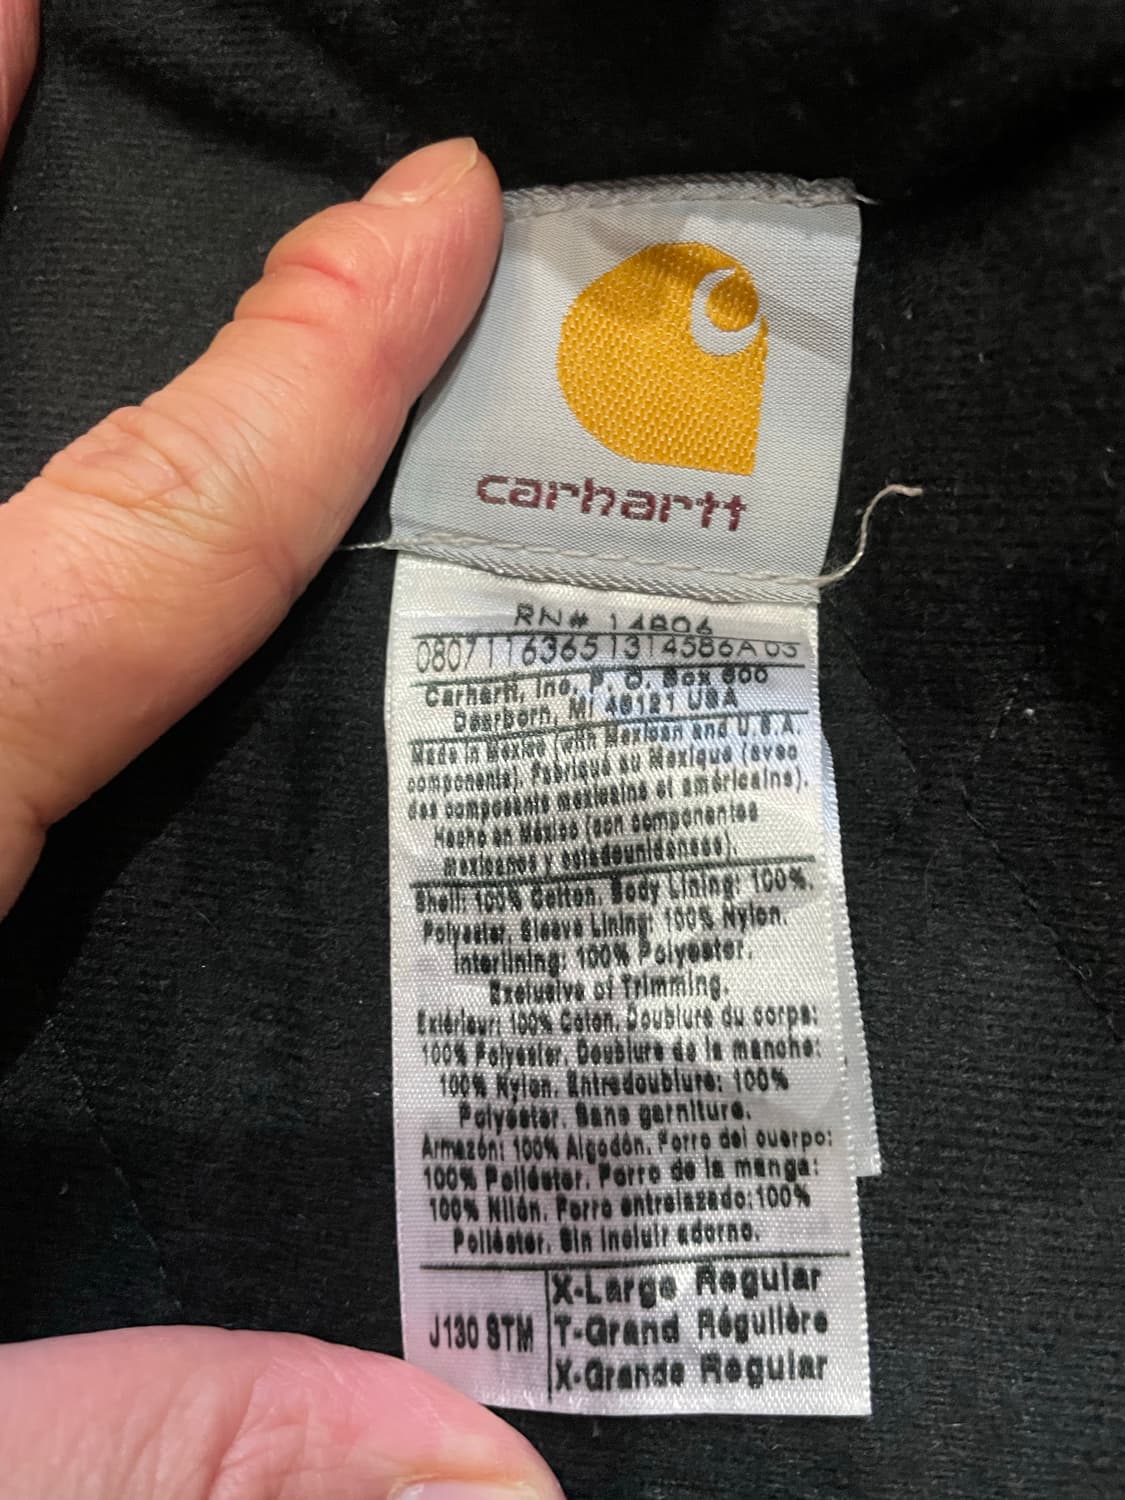 carhartt
RN# 14806
0807116365 1314586A 03
Carhartt, Inc. P. O. Box 600
Dearborn, MI 48121 USA
Made in Mexico (with Mexican and U.S.A.
components). Fabriqué au Mexique (avec
des composants mexicains et américains).
Hecho en México (con componentes
mexicanos y estadounidenses).
Shell: 100% Cotton. Body Lining: 100%
Polyester. Sleeve Lining: 100% Nylon.
Interlining: 100% Polyester.
Exclusive of Trimming.
Extérieur: 100% Coton. Doublure du corps:
100% Polyester. Doublure de la manche:
100% Nylon. Entredoublure: 100%
Polyester. Sans garniture.
Armazón: 100% Algodón. Forro del cuerpo:
100% Poliéster. Forro de la manga:
100% Nilón. Forro entrelazado: 100%
Poliéster. Sin incluir adorno.
J130 STM
X-Large Regular
T-Grand Régulière
X-Grande Regular